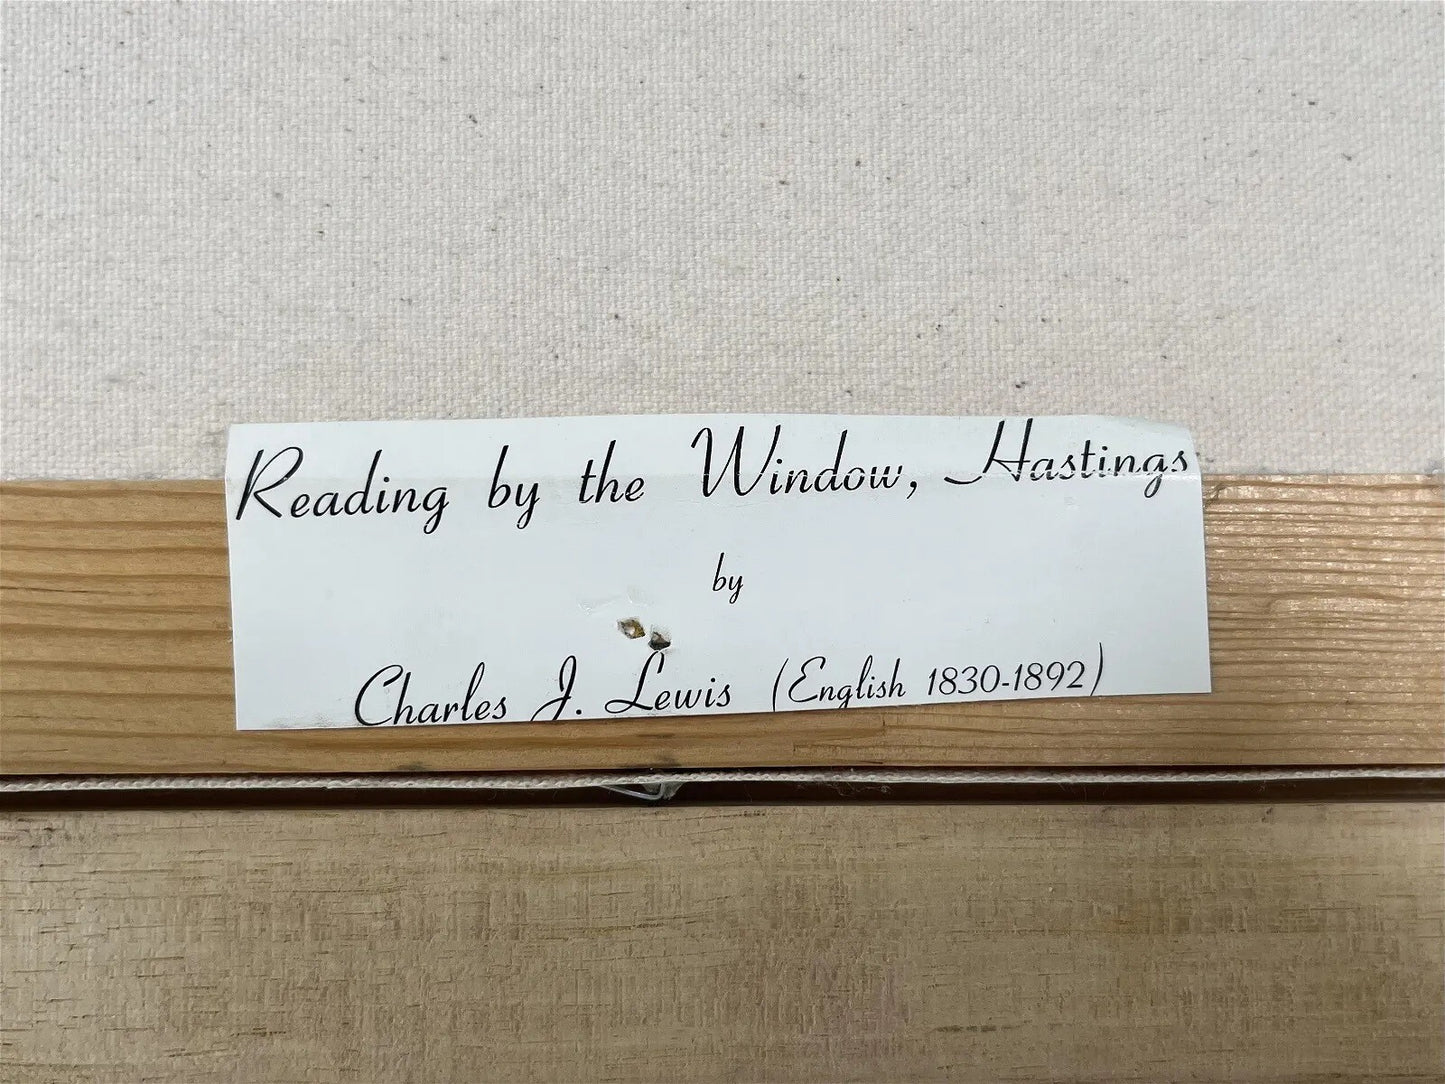 Reading by the Window, Hastings
by
Charles J. Lewis (English 1830-1892)